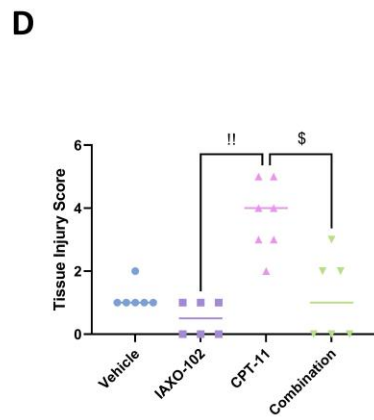 D
!! $
6
4
2
0
Tissue Injury Score
Vehicle
IAXO-102
CPT-11
Combination